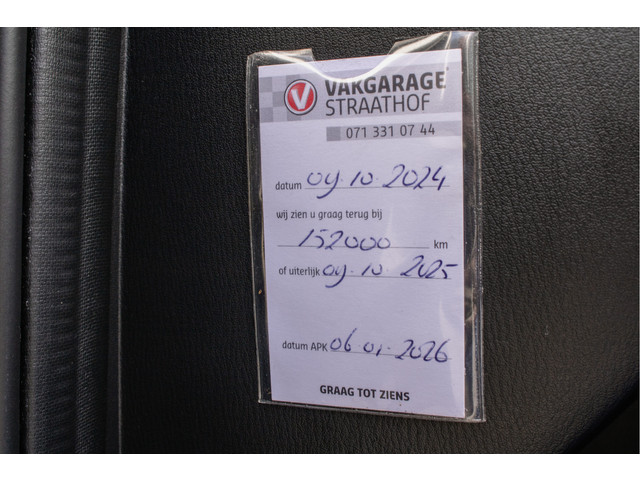 V VAKGARAGE
STRAATHOF
071 331 07 44
datum 09.10.2024
wij zien u graag terug bij
152000 km
of uiterlijk 09.10.2025
datum APK 06.01.2026
GRAAG TOT ZIENS